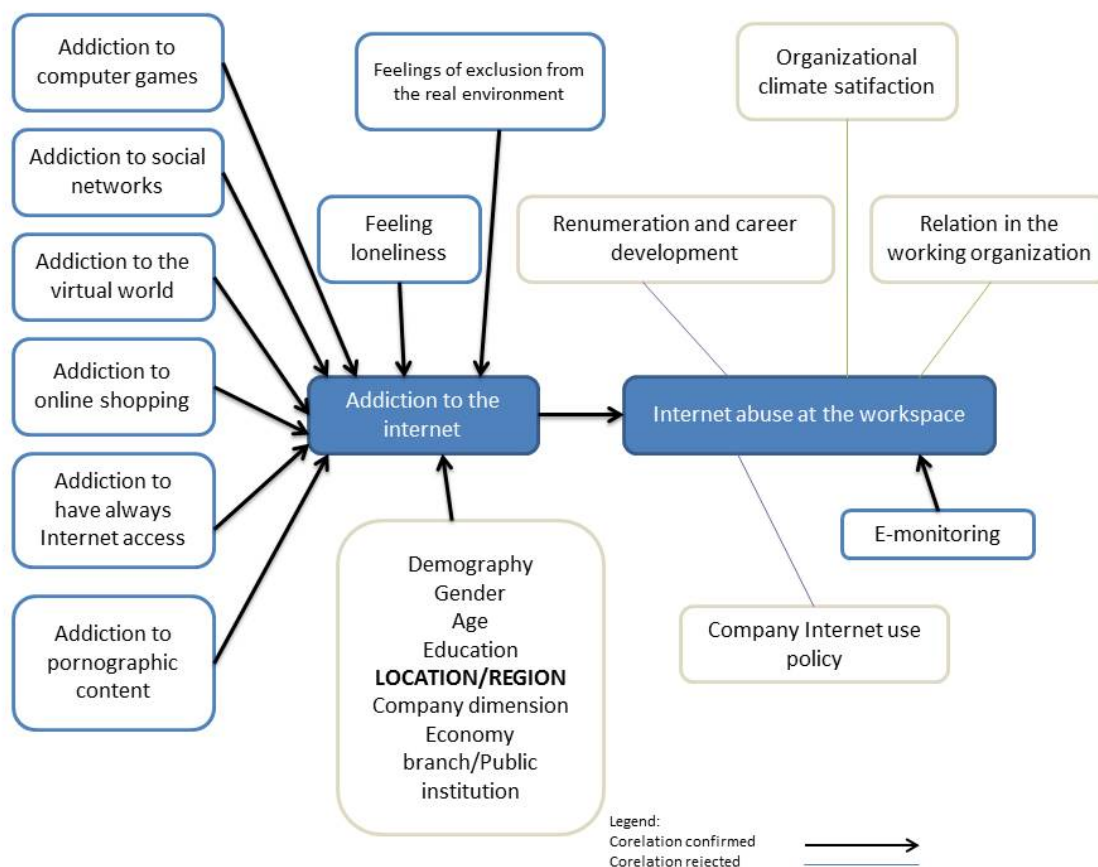 Addiction to
computer games
Feelings of exclusion from
the real environment
Organizational
climate satifaction
Addiction to social
networks
Feeling
loneliness
Renumeration and career
development
Relation in the
working organization
Addiction to the
virtual world
Addiction to
online shopping
Addiction to the
internet
Internet abuse at the workspace
Addiction to
have always
Internet access
E-monitoring
Demography
Gender
Age
Education
LOCATION/REGION
Company dimension
Economy
branch/Public
institution
Company Internet use
policy
Addiction to
pornographic
content
Legend:
Corelation confirmed
Corelation rejected